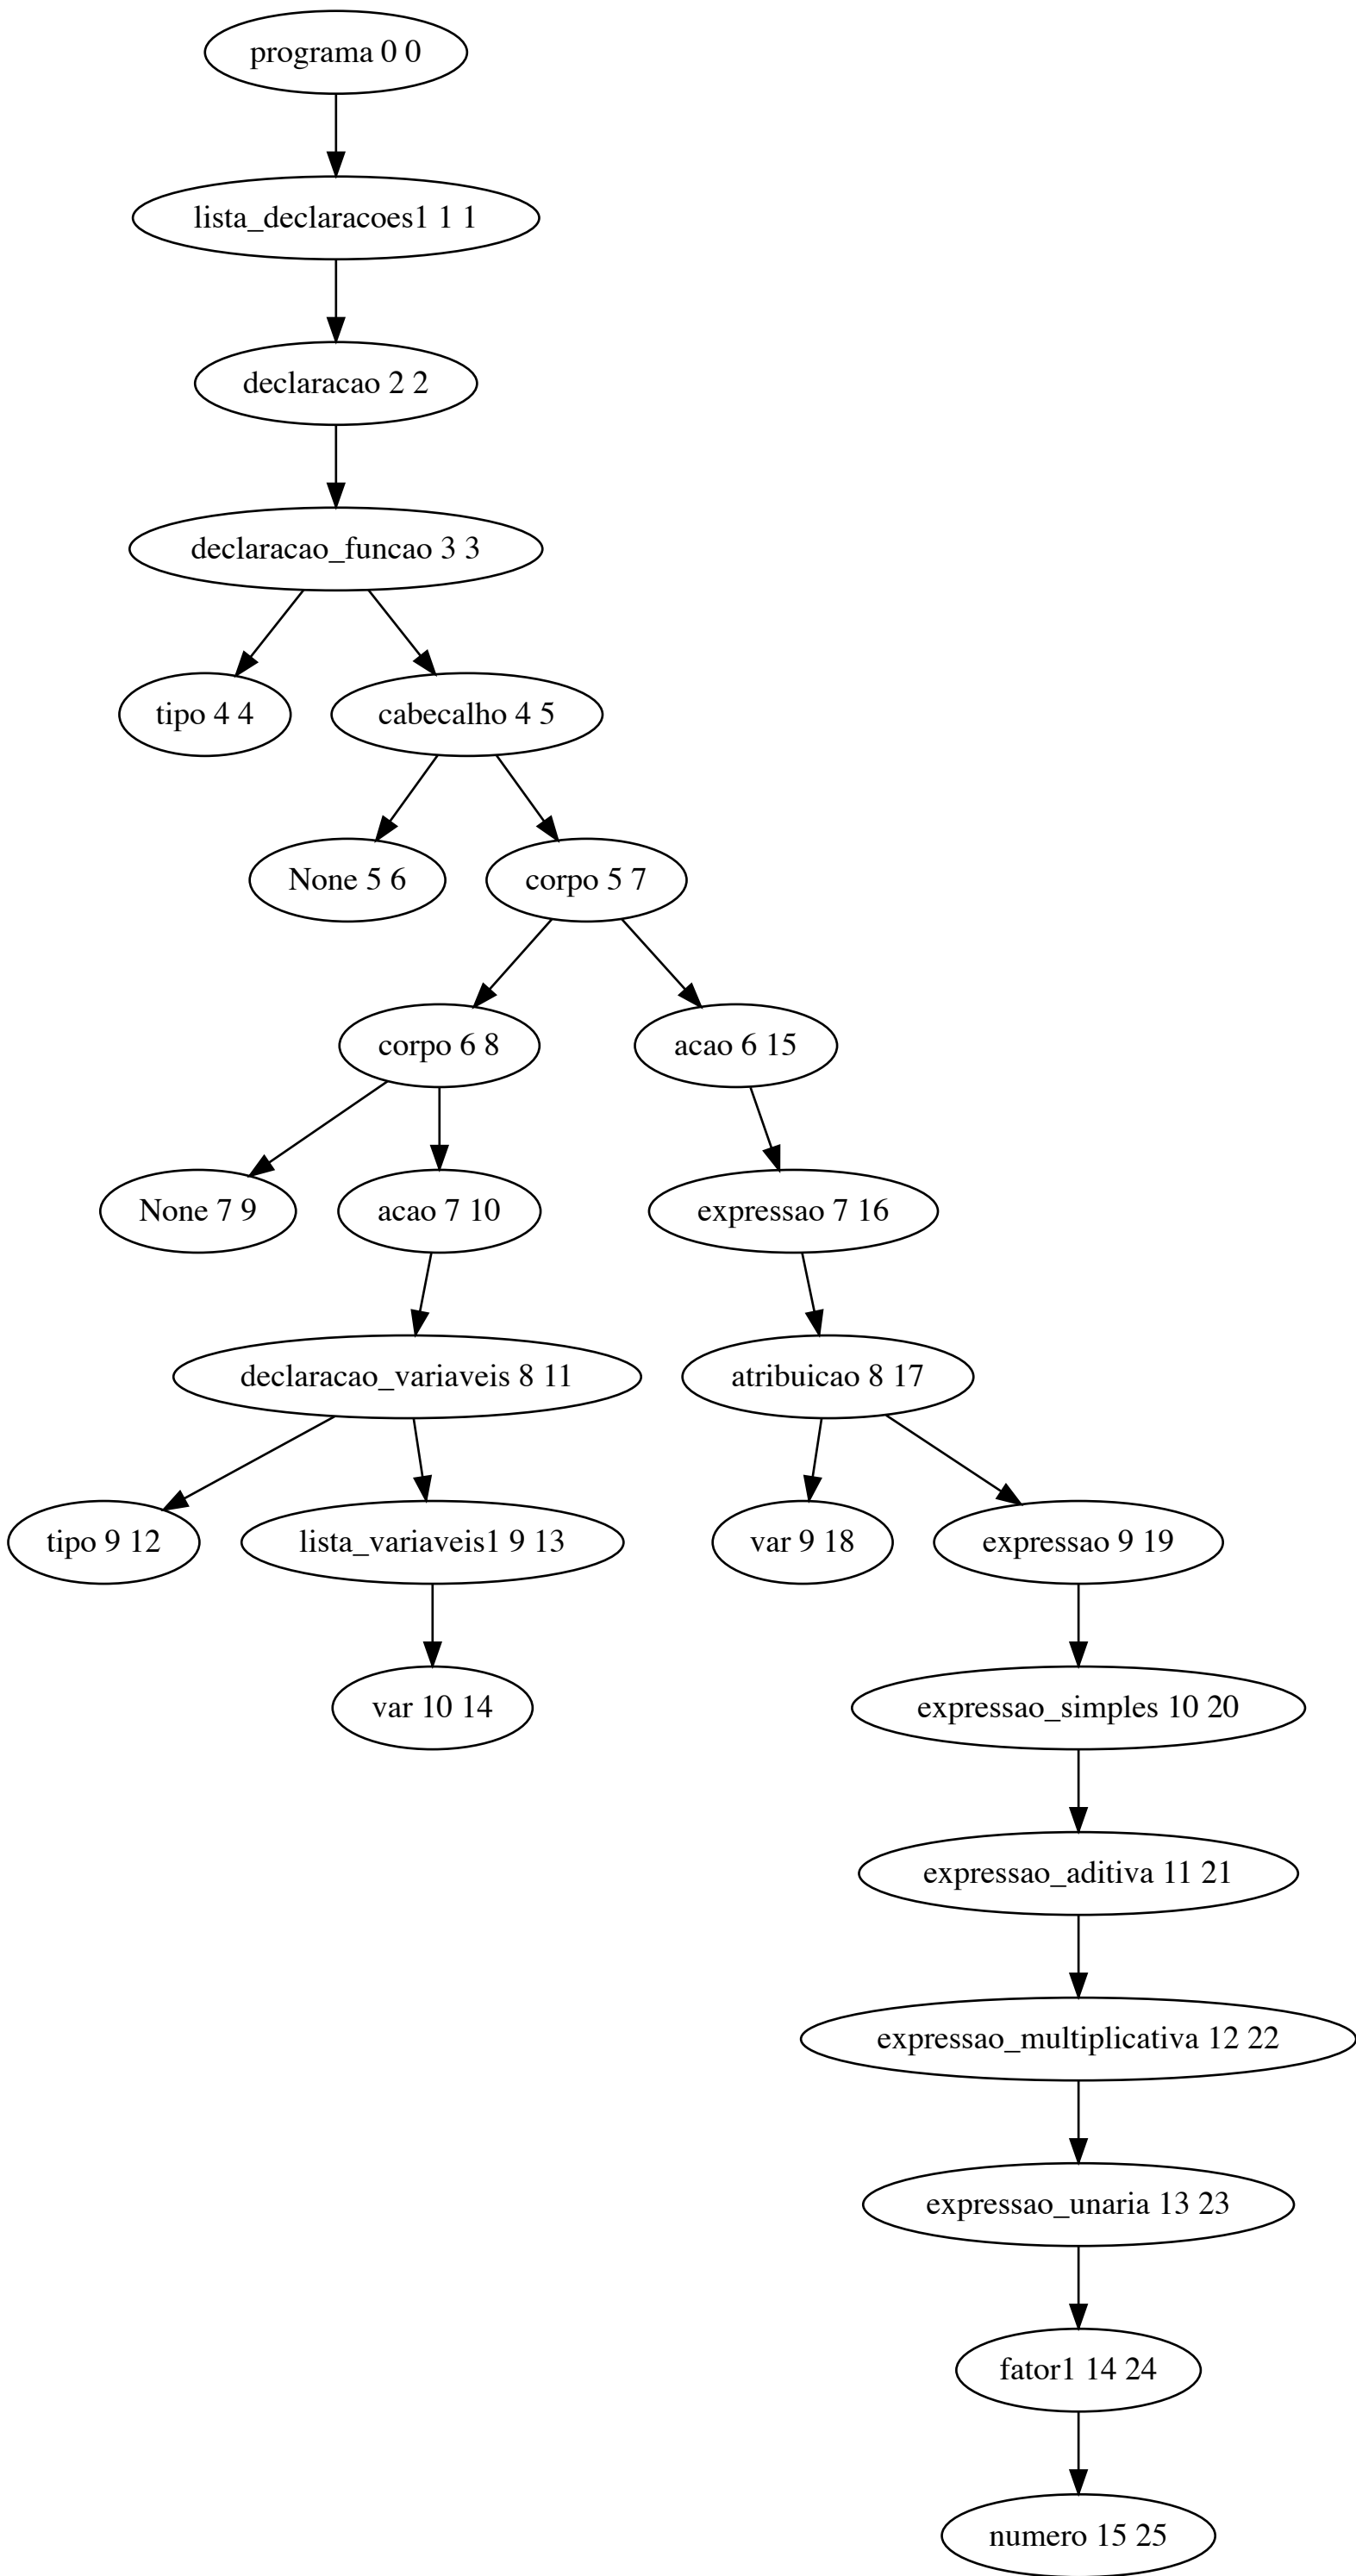 programa 0 0
lista_declaracoes1 1 1
declaracao 2 2
declaracao_funcao 3 3
tipo 4 4
cabecalho 4 5
None 5 6
corpo 5 7
corpo 6 8
acao 6 15
None 7 9
acao 7 10
expressao 7 16
declaracao_variaveis 8 11
atribuicao 8 17
tipo 9 12
lista_variaveis1 9 13
var 9 18
expressao 9 19
var 10 14
expressao_simples 10 20
expressao_aditiva 11 21
expressao_multiplicativa 12 22
expressao_unaria 13 23
fator1 14 24
numero 15 25